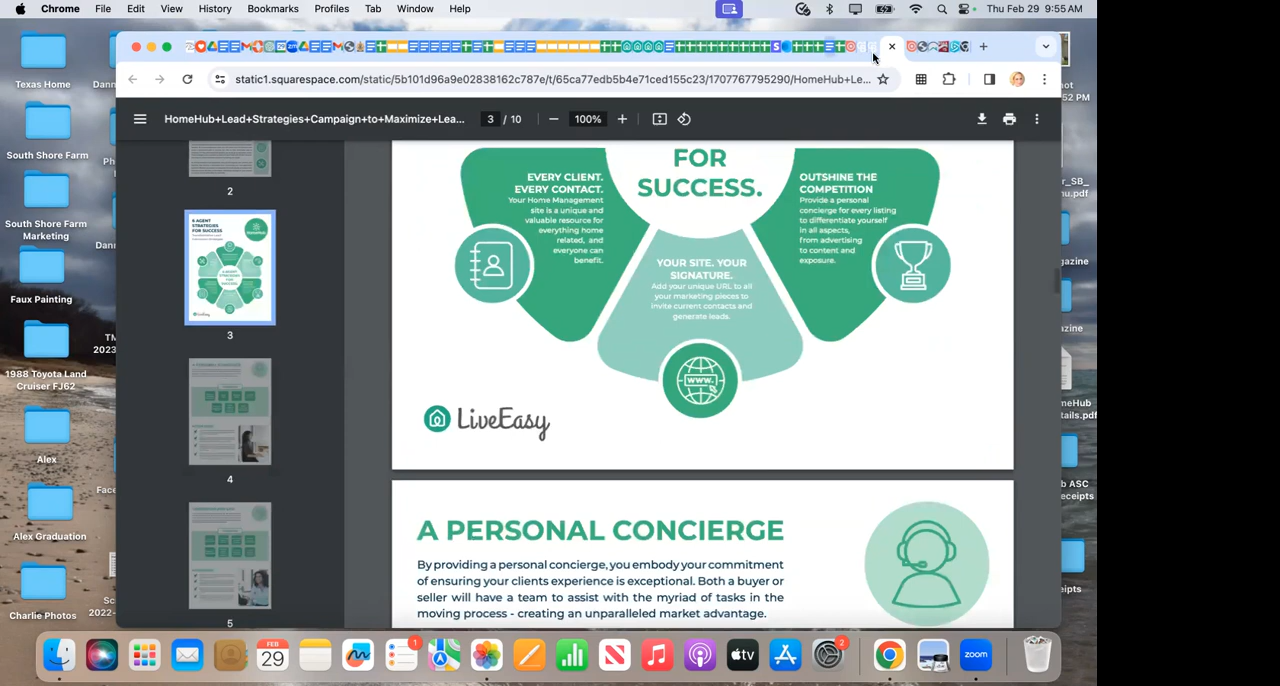 Chrome File Edit View History Bookmarks Profiles Tab Window Help
Thu Feb 29 9:55 AM
static1.squarespace.com/static/5b101d96a9e02838162c787e/t/65ca77edb5b4e71ced155c23/1707767795290/HomeHub+Le...
HomeHub+Lead+Strategies+Campaign+to+Maximize+Lea...
3 / 10
100%
Texas Home
South Shore Farm
South Shore Farm
Marketing
Faux Painting
1988 Toyota Land
Cruiser FJ62
Alex
Alex Graduation
Charlie Photos
2
3
4
5
FOR
SUCCESS.
EVERY CLIENT.
EVERY CONTACT.
Your Home Management
site is a unique and
valuable resource for
everything home
related, and
everyone can
benefit.
YOUR SITE. YOUR
SIGNATURE.
Add your unique URL to all
your marketing pieces to
invite current contacts and
generate leads.
OUTSHINE THE
COMPETITION
Provide a personal
concierge for every listing
to differentiate yourself
in all aspects,
from advertising
to content and
exposure.
www.
LiveEasy
A PERSONAL CONCIERGE
By providing a personal concierge, you embody your commitment
of ensuring your clients experience is exceptional. Both a buyer or
seller will have a team to assist with the myriad of tasks in the
moving process - creating an unparalleled market advantage.
FEB
29
1
tv
2
zoom